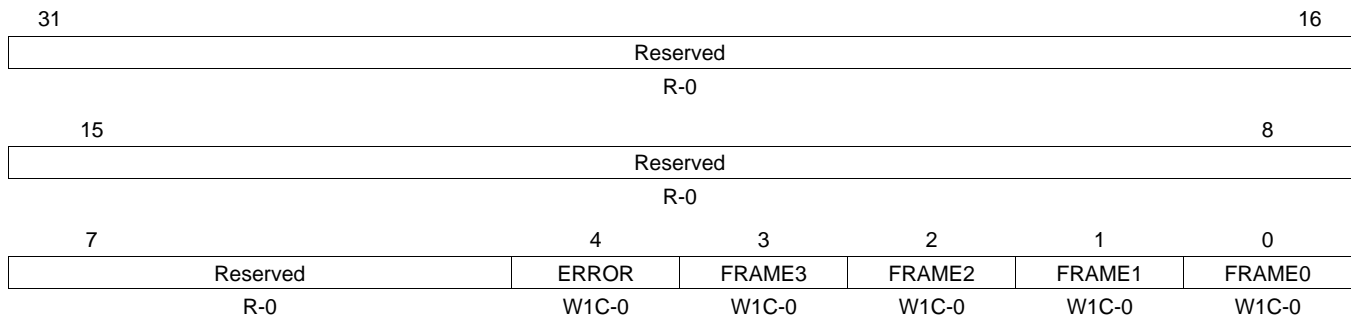 31 16
Reserved
R-0
15 8
Reserved
R-0
7 4 3 2 1 0
Reserved ERROR FRAME3 FRAME2 FRAME1 FRAME0
R-0 W1C-0 W1C-0 W1C-0 W1C-0 W1C-0